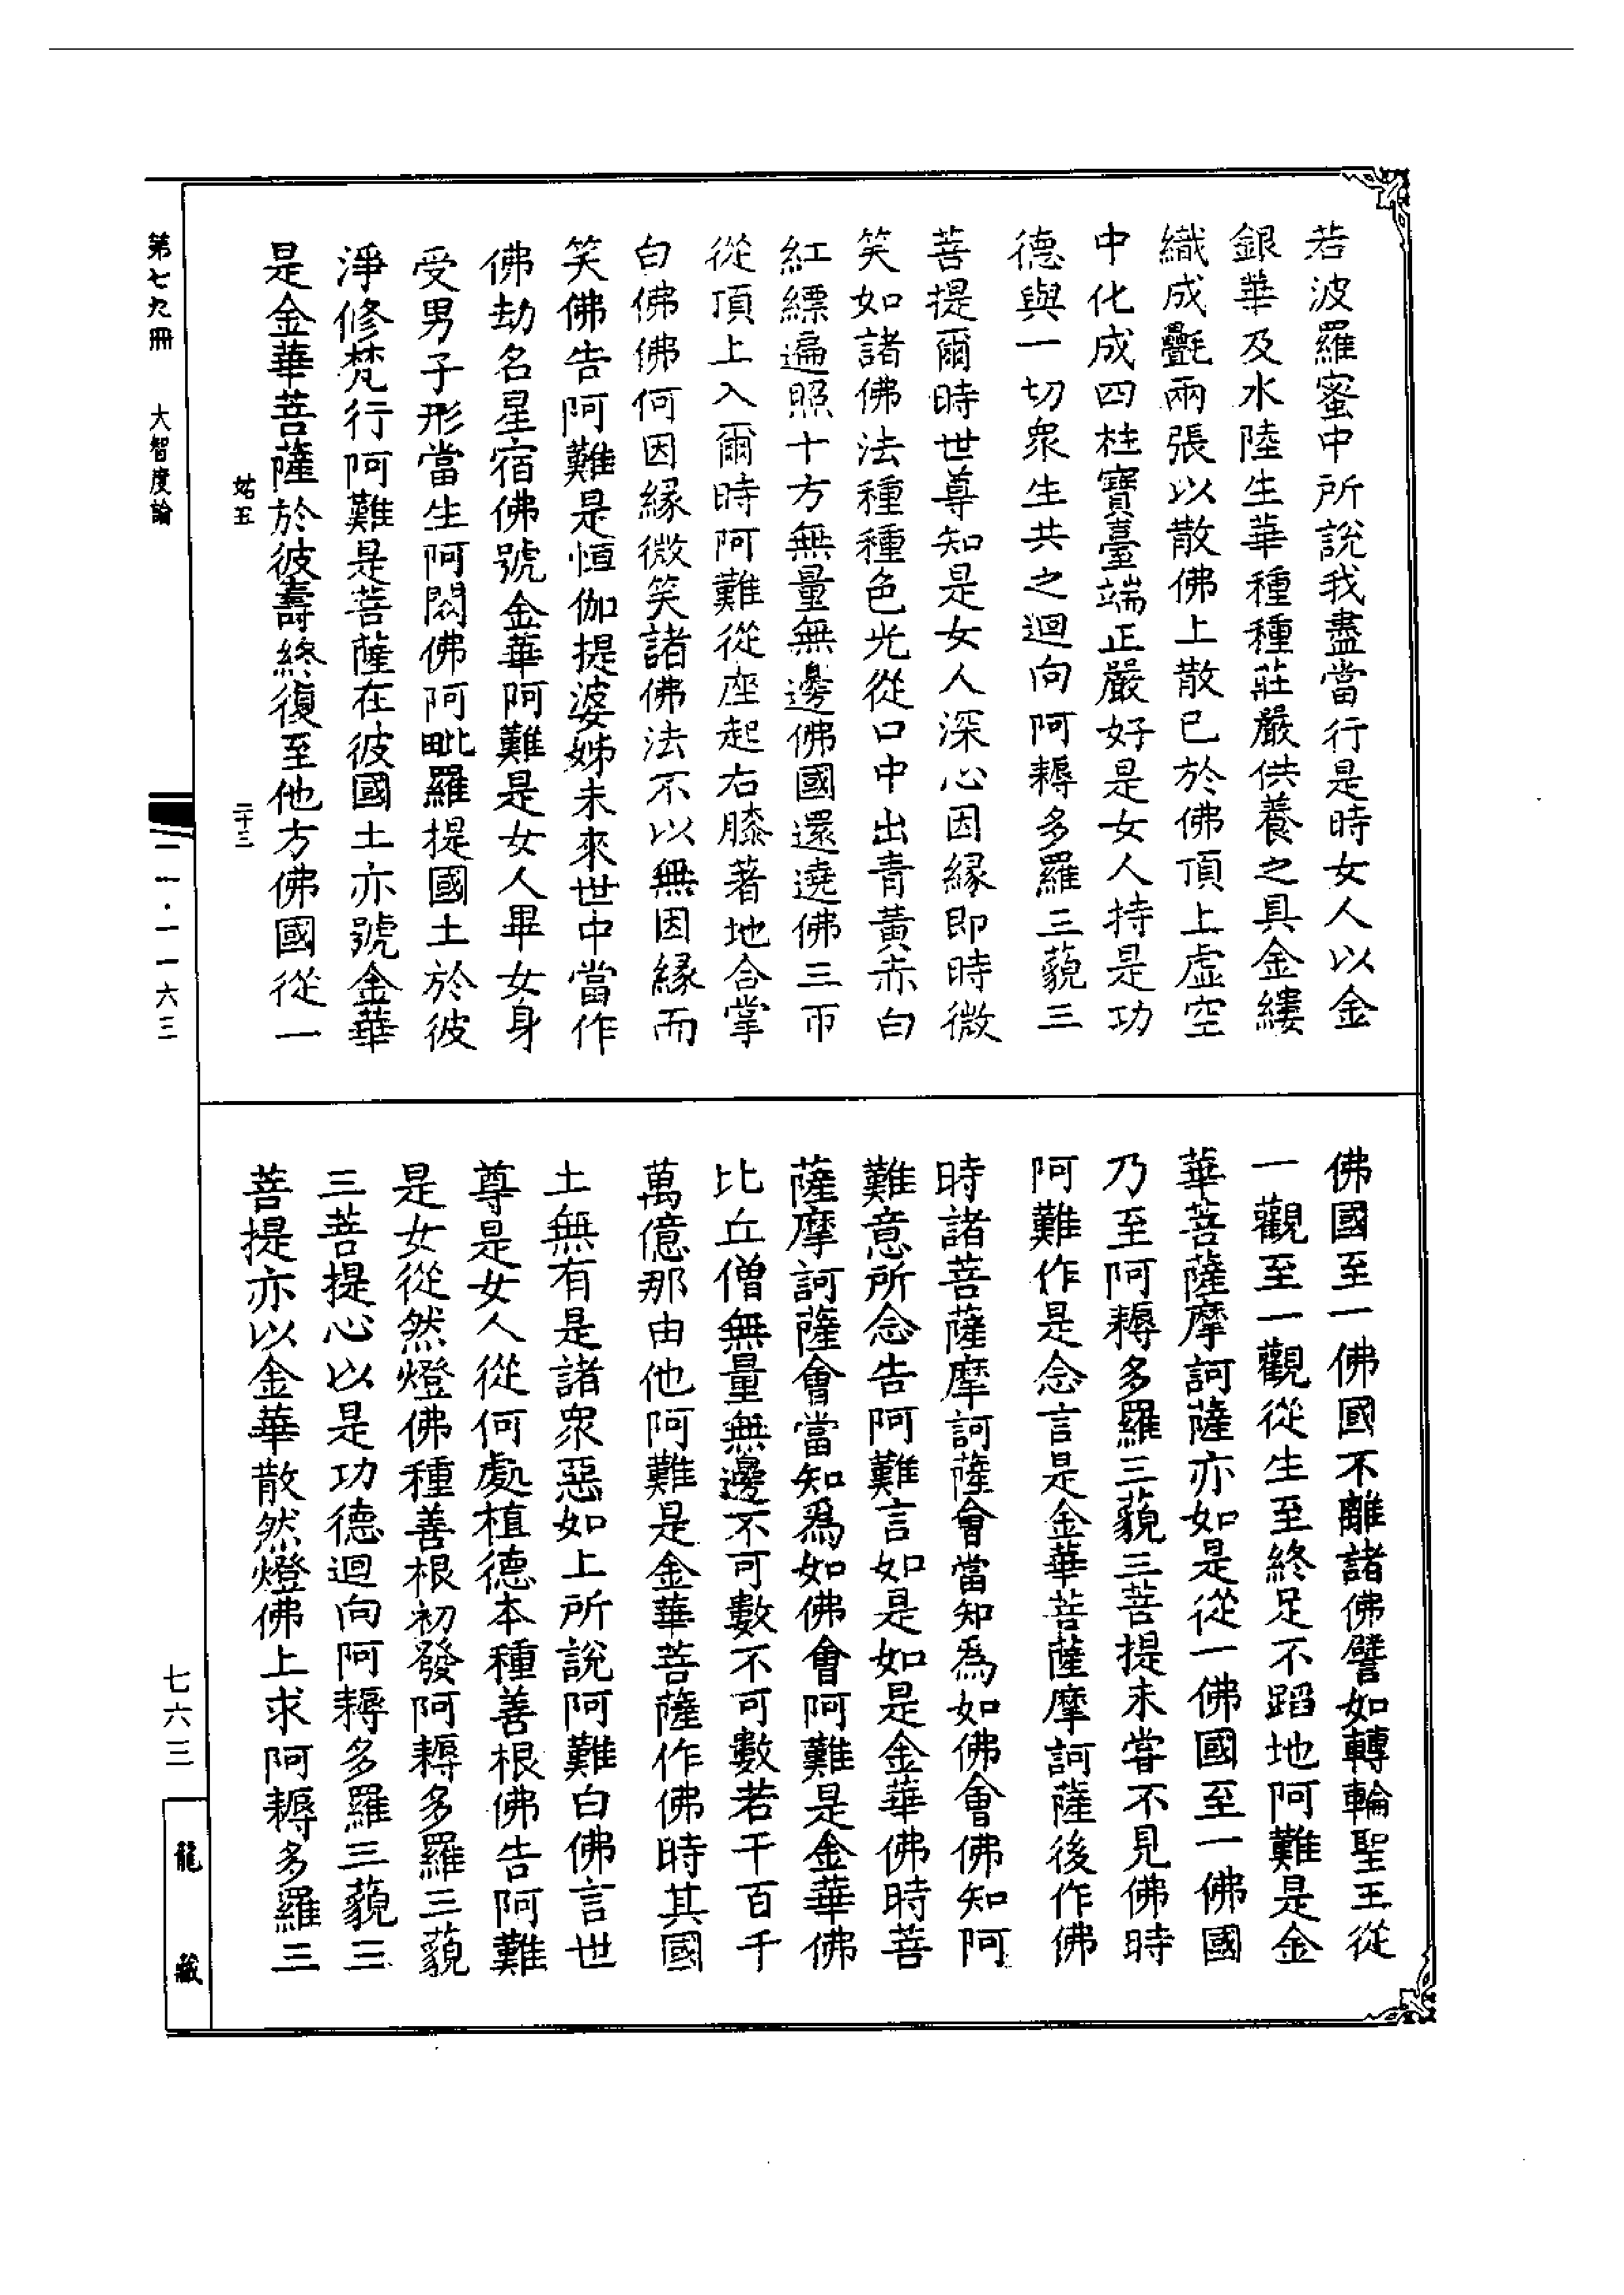 若波羅蜜中所說我盡當行是時女人以金
銀華及水陸生華種種莊嚴供養之具金縷
織成㲲兩張以散佛上散已於佛頂上虛空
中化成四柱寶臺端正嚴好是女人持是功
德與一切眾生共之迴向阿耨多羅三藐三
菩提爾時世尊知是女人深心因緣即時微
笑如諸佛法種種色光從口中出青黃赤白
紅縹遍照十方無量無邊佛國還遶佛三帀
從頂上入爾時阿難從座起右膝著地合掌
白佛佛何因緣微笑諸佛法不以無因緣而
笑佛告阿難是恒伽提婆姊未來世中當作
佛劫名星宿佛號金華阿難是女人畢女身
受男子形當生阿閦佛阿毗羅提國土於彼
淨修梵行阿難是菩薩在彼國土亦號金華
是金華菩薩於彼壽終復至他方佛國從一
姑五 二十三
佛國至一佛國不離諸佛譬如轉輪聖王從
一觀至一觀從生至終足不蹈地阿難是金
華菩薩摩訶薩亦如是從一佛國至一佛國
乃至阿耨多羅三藐三菩提未嘗不見佛時
阿難作是念言是金華菩薩摩訶薩後作佛
時諸菩薩摩訶薩會當知為如佛會佛知阿
難意所念告阿難言如是如是金華佛時菩
薩摩訶薩會當知為如佛會阿難是金華佛
比丘僧無量無邊不可數不可數若干百千
萬億那由他阿難是金華菩薩作佛時其國
土無有是諸眾惡如上所說阿難白佛言世
尊是女人從何處植德本種善根佛告阿難
是女從然燈佛種善根初發阿耨多羅三藐
三菩提心以是功德迴向阿耨多羅三藐三
菩提亦以金華散然燈佛上求阿耨多羅三
第七九冊 大智度論
一一·一一六三
七六三
龍藏